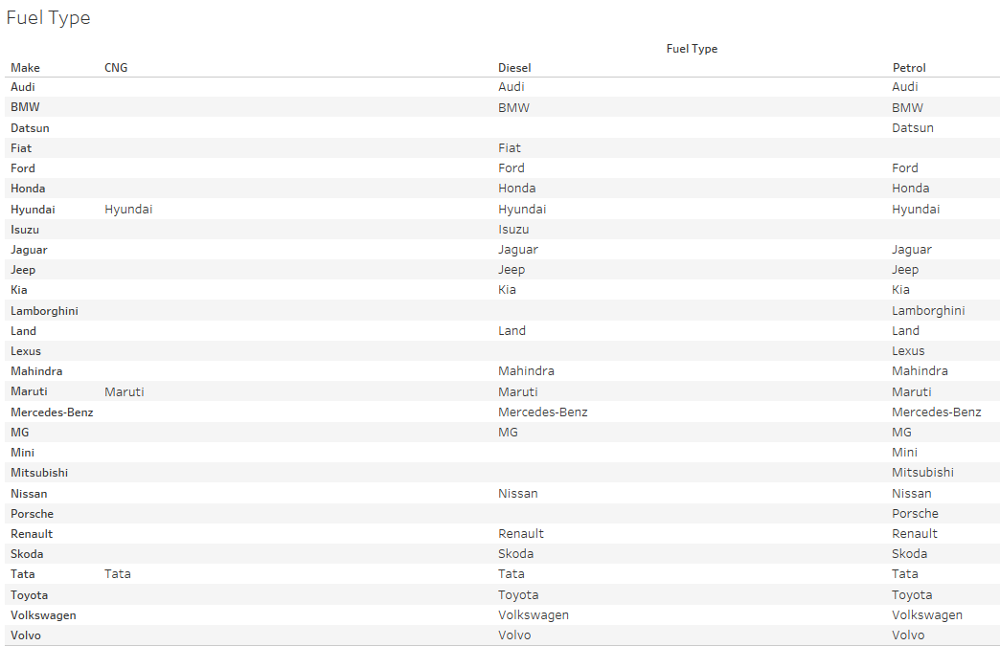 Fuel Type
Fuel Type
Make CNG Diesel Petrol
Audi Audi Audi
BMW BMW BMW
Datsun Datsun
Fiat Fiat
Ford Ford Ford
Honda Honda Honda
Hyundai Hyundai Hyundai Hyundai
Isuzu Isuzu
Jaguar Jaguar Jaguar
Jeep Jeep Jeep
Kia Kia Kia
Lamborghini Lamborghini
Land Land Land
Lexus Lexus
Mahindra Mahindra Mahindra
Maruti Maruti Maruti Maruti
Mercedes-Benz Mercedes-Benz Mercedes-Benz
MG MG MG
Mini Mini
Mitsubishi Mitsubishi
Nissan Nissan Nissan
Porsche Porsche
Renault Renault Renault
Skoda Skoda Skoda
Tata Tata Tata Tata
Toyota Toyota Toyota
Volkswagen Volkswagen Volkswagen
Volvo Volvo Volvo